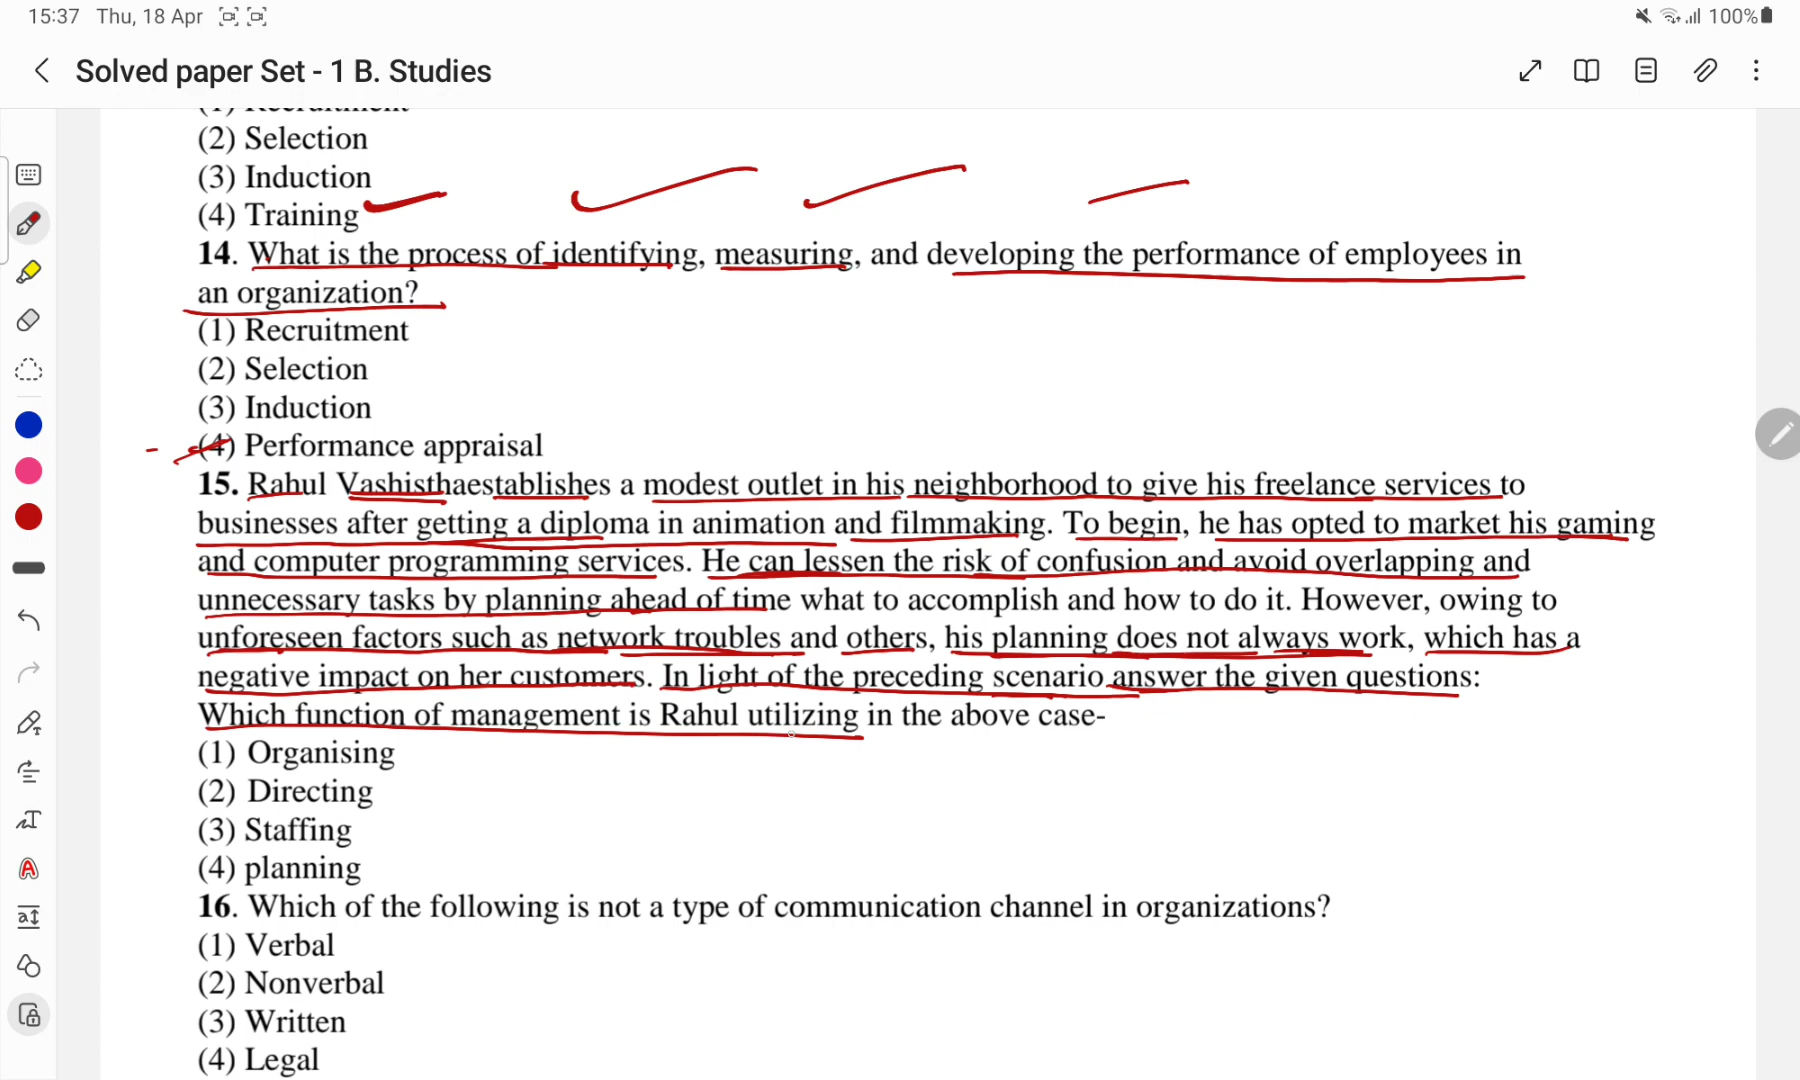 15:37 Thu, 18 Apr
100%
Solved paper Set - 1 B. Studies
(1) Recruitment
(2) Selection
(3) Induction
(4) Training
14. What is the process of identifying, measuring, and developing the performance of employees in
an organization?
(1) Recruitment
(2) Selection
(3) Induction
(4) Performance appraisal
15. Rahul Vashisthaestablishes a modest outlet in his neighborhood to give his freelance services to
businesses after getting a diploma in animation and filmmaking. To begin, he has opted to market his gaming
and computer programming services. He can lessen the risk of confusion and avoid overlapping and
unnecessary tasks by planning ahead of time what to accomplish and how to do it. However, owing to
unforeseen factors such as network troubles and others, his planning does not always work, which has a
negative impact on her customers. In light of the preceding scenario answer the given questions:
Which function of management is Rahul utilizing in the above case-
(1) Organising
(2) Directing
(3) Staffing
(4) planning
16. Which of the following is not a type of communication channel in organizations?
(1) Verbal
(2) Nonverbal
(3) Written
(4) Legal